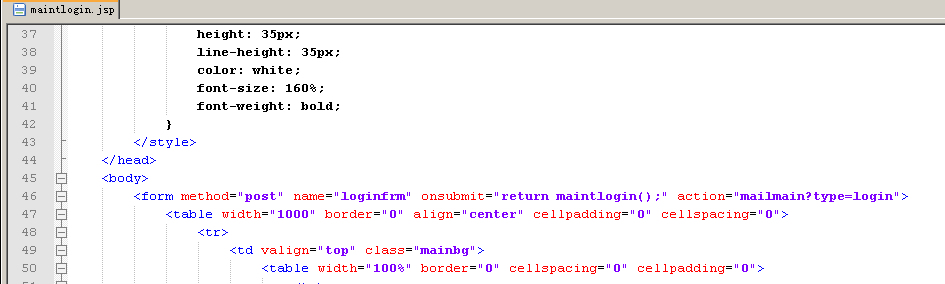 maintlogin.jsp
37 height: 35px;
38 line-height: 35px;
39 color: white;
40 font-size: 160%;
41 font-weight: bold;
42 }
43 </style>
44 </head>
45 <body>
46 <form method="post" name="loginfrm" onsubmit="return maintlogin();" action="mailmain?type=login">
47 <table width="1000" border="0" align="center" cellpadding="0" cellspacing="0">
48 <tr>
49 <td valign="top" class="mainbg">
50 <table width="100%" border="0" cellspacing="0" cellpadding="0">